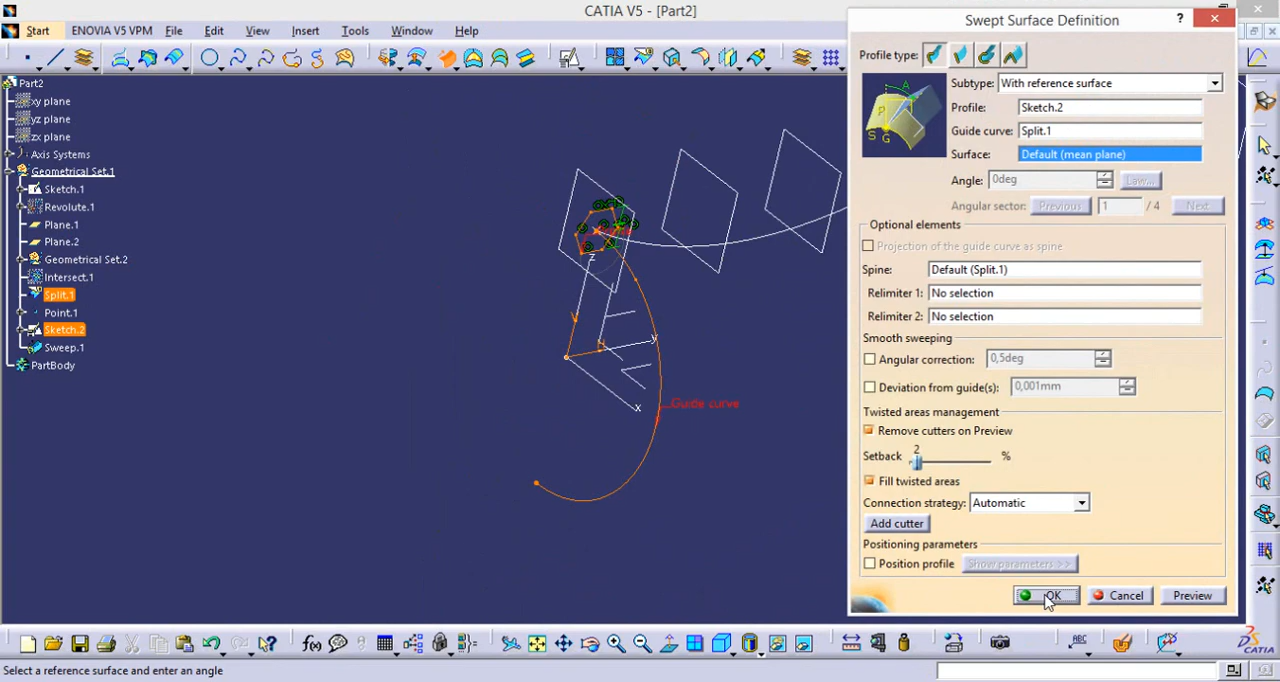 CATIA V5 - [Part2]
Start ENOVIA V5 VPM File Edit View Insert Tools Window Help
Part2
xy plane
yz plane
zx plane
Axis Systems
Geometrical Set.1
Sketch.1
Revolute.1
Plane.1
Plane.2
Geometrical Set.2
Intersect.1
Split.1
Point.1
Sketch.2
Sweep.1
PartBody
z
V
H
y
x
Guide curve
Swept Surface Definition ?
Profile type:
A
P
S G
Subtype: With reference surface
Profile: Sketch.2
Guide curve: Split.1
Surface: Default (mean plane)
Angle: 0deg Law...
Angular sector: Previous 1 / 4 Next
Optional elements
Projection of the guide curve as spine
Spine: Default (Split.1)
Relimiter 1: No selection
Relimiter 2: No selection
Smooth sweeping
Angular correction: 0,5deg
Deviation from guide(s): 0,001mm
Twisted areas management
Remove cutters on Preview
Setback 2 %
Fill twisted areas
Connection strategy: Automatic
Add cutter
Positioning parameters
Position profile Show parameters >>
OK Cancel Preview
f(x)
ABC
DS CATIA
Select a reference surface and enter an angle